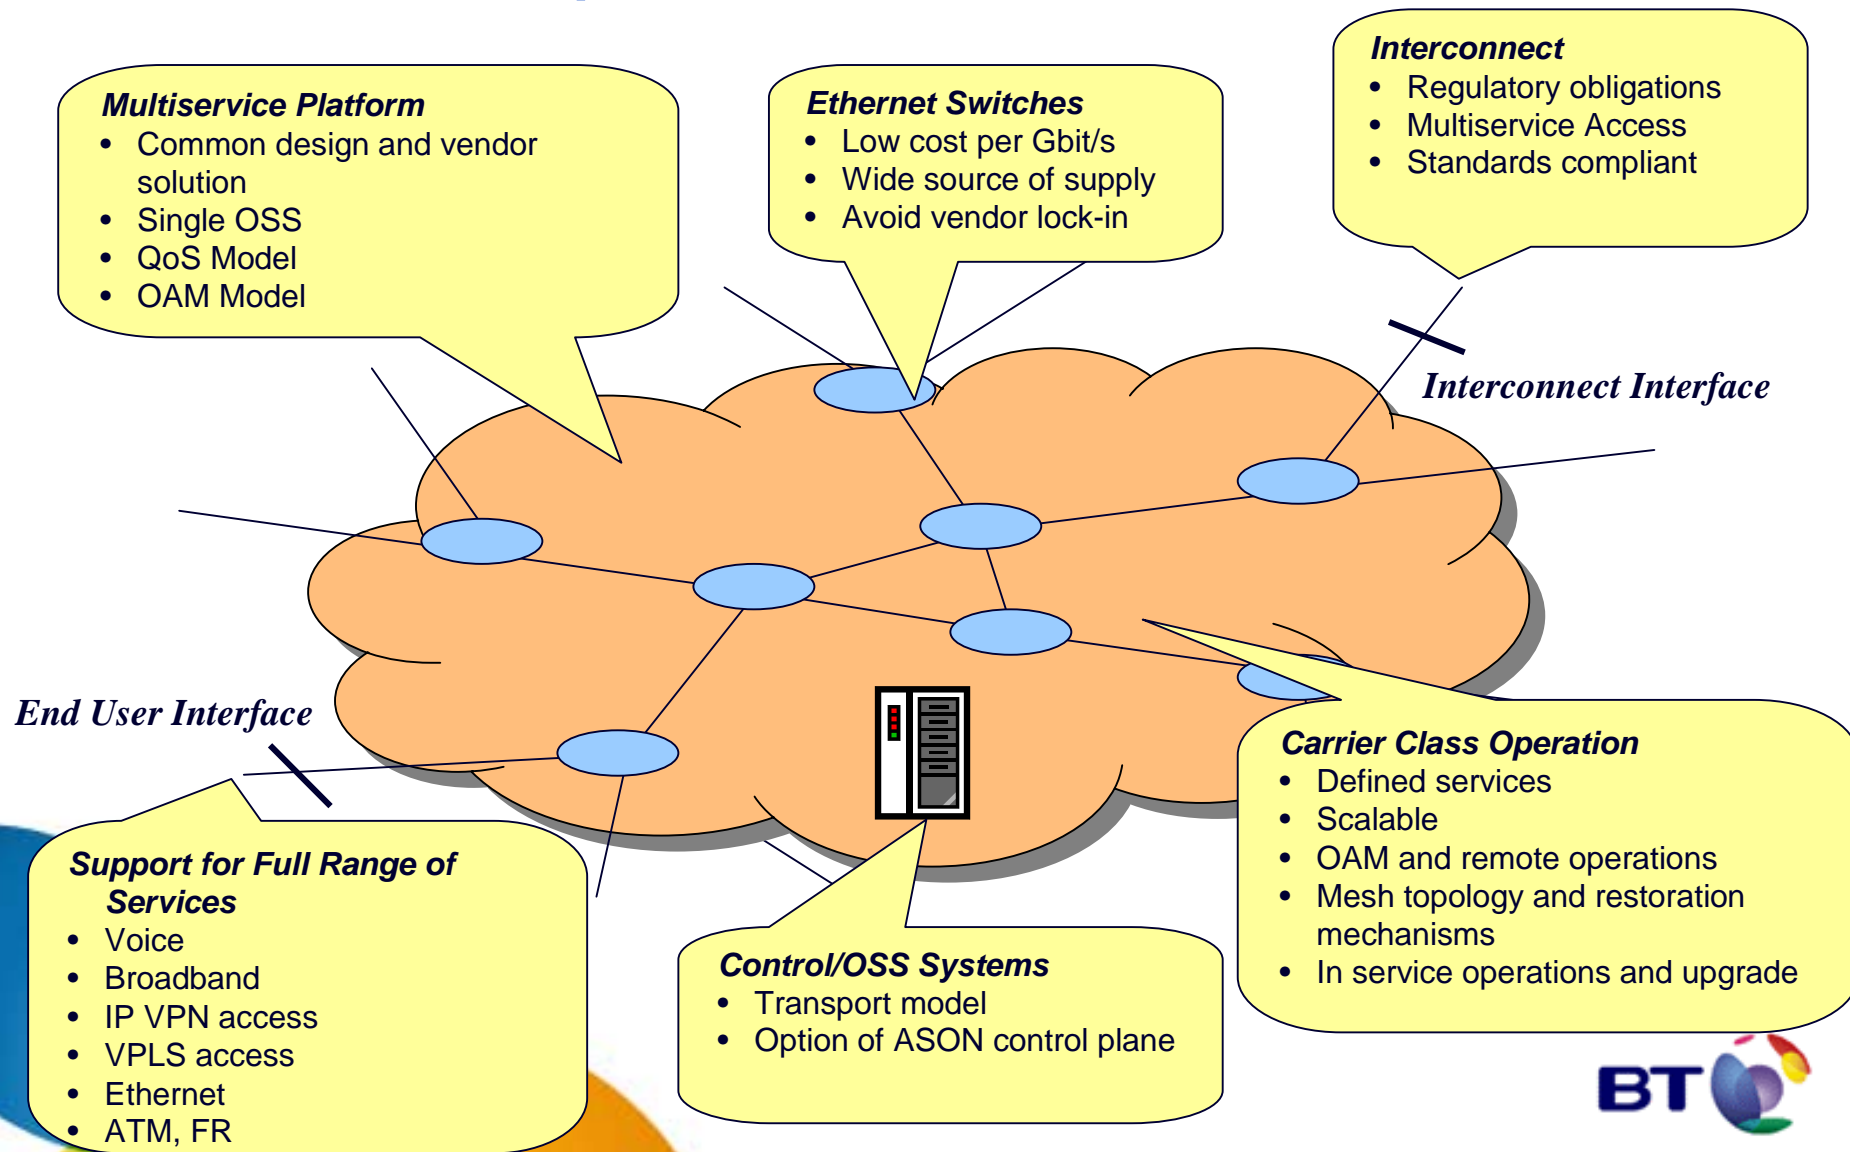 Multiservice Platform
• Common design and vendor
solution
• Single OSS
• QoS Model
• OAM Model
Ethernet Switches
• Low cost per Gbit/s
• Wide source of supply
• Avoid vendor lock-in
Interconnect
• Regulatory obligations
• Multiservice Access
• Standards compliant
Interconnect Interface
End User Interface
Support for Full Range of
Services
• Voice
• Broadband
• IP VPN access
• VPLS access
• Ethernet
• ATM, FR
Control/OSS Systems
• Transport model
• Option of ASON control plane
Carrier Class Operation
• Defined services
• Scalable
• OAM and remote operations
• Mesh topology and restoration
mechanisms
• In service operations and upgrade
BT